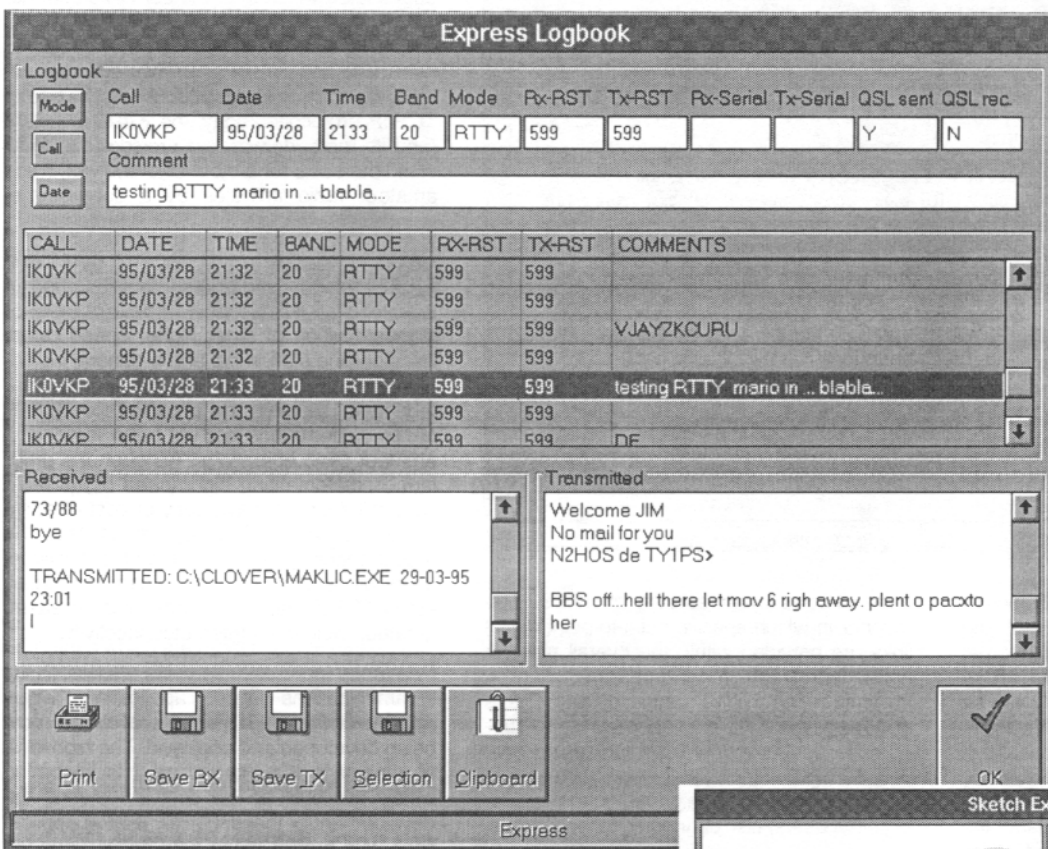 Express Logbook
Logbook
Mode Call Date Time Band Mode Rx-RST Tx-RST Rx-Serial Tx-Serial QSL sent QSL rec.
IK0VKP 95/03/28 2133 20 RTTY 599 599 Y N
Call
Comment
Date testing RTTY mario in ... blabla...
CALL DATE TIME BAND MODE RX-RST TX-RST COMMENTS
IK0VK 95/03/28 21:32 20 RTTY 599 599
IK0VKP 95/03/28 21:32 20 RTTY 599 599
IK0VKP 95/03/28 21:32 20 RTTY 599 599 VJAYZKCURU
IK0VKP 95/03/28 21:32 20 RTTY 599 599
IK0VKP 95/03/28 21:33 20 RTTY 599 599 testing RTTY mario in ... blabla...
IK0VKP 95/03/28 21:33 20 RTTY 599 599
IK0VKP 95/03/28 21:33 20 RTTY 599 599 DE
Received
73/88
bye
TRANSMITTED: C:\CLOVER\MAKLIC.EXE 29-03-95
23:01
I
Transmitted
Welcome JIM
No mail for you
N2HOS de TY1PS>
BBS off...hell there let mov 6 righ away. plent o pacxto
her
Print Save RX Save TX Selection Clipboard OK
Express
Sketch Ex